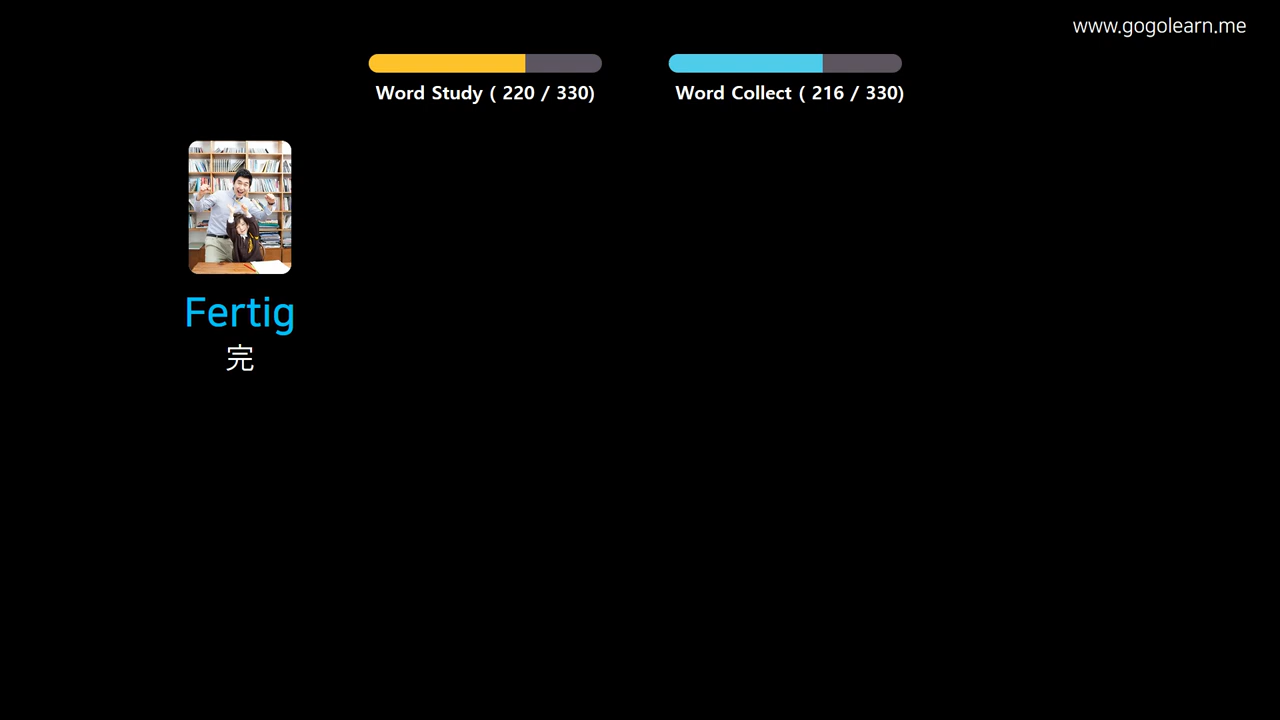 www.gogolearn.me
Word Study ( 220 / 330)
Word Collect ( 216 / 330)
Fertig
完